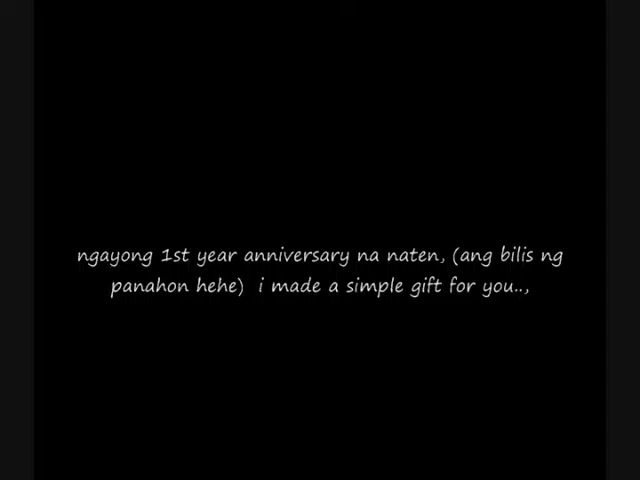 ngayong 1st year anniversary na naten, (ang bilis ng
panahon hehe)  i made a simple gift for you..,